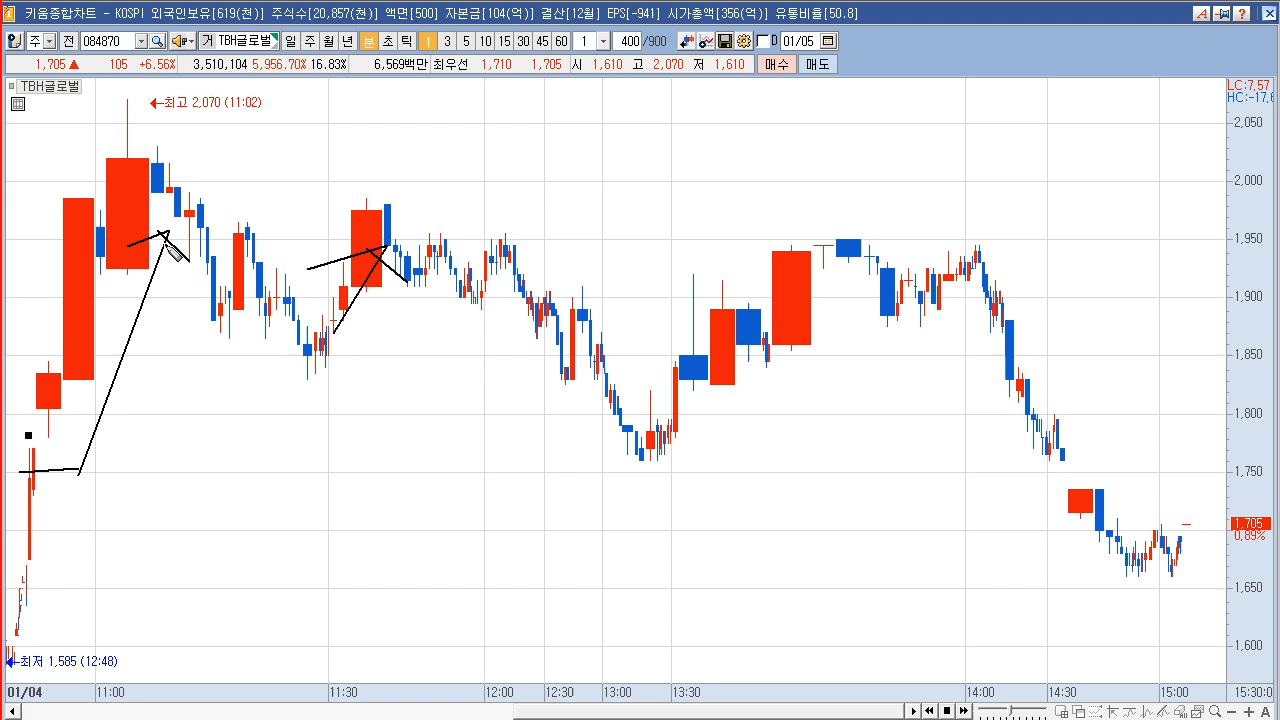 키움종합차트 - KOSPI 외국인보유[619(천)] 주식수[20,857(천)] 액면[500] 자본금[104(억)] 결산[12월] EPS[-941] 시가총액[356(억)] 유통비율[50.8]
주 전 084870 거 TBH글로벌 일 주 월 년 분 초 틱 1 3 5 10 15 30 45 60 1 400 /900 D 01/05
1,705 ▲ 105 +6.56% 3,510,104 5,956.70% 16.83% 6,569백만 최우선 1,710 1,705 시 1,610 고 2,070 저 1,610 매수 매도
TBH글로벌
LC:7.57
HC:-17.6
최고 2,070 (11:02)
2,050
2,000
1,950
1,900
1,850
1,800
1,750
1,705
0.89%
1,650
1,600
최저 1,585 (12:48)
01/04 11:00 11:30 12:00 12:30 13:00 13:30 14:00 14:30 15:00 15:30:0